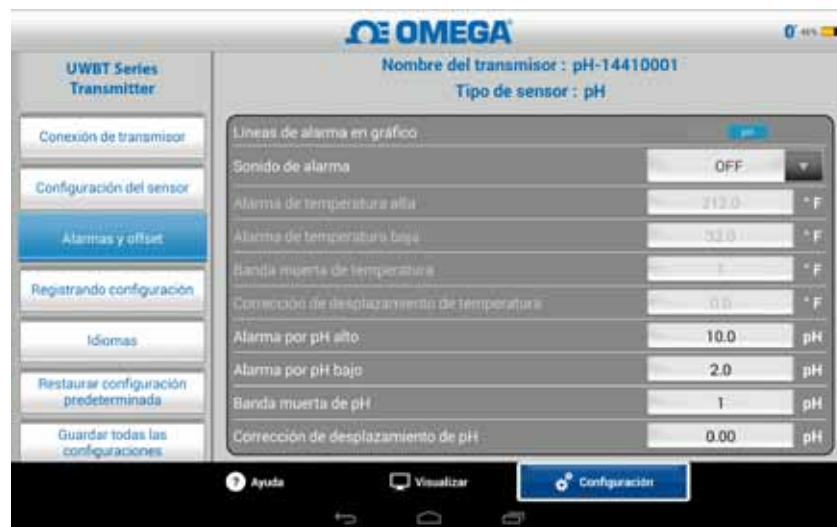 OMEGA
46%
UWBT Series
Transmitter
Nombre del transmisor : pH-14410001
Tipo de sensor : pH
Conexión de transmisor
Configuración del sensor
Alarmas y offset
Registrando configuración
Idiomas
Restaurar configuración
predeterminada
Guardar todas las
configuraciones
Líneas de alarma en gráfico pH
Sonido de alarma OFF
Alarma de temperatura alta 212.0 ° F
Alarma de temperatura baja 32.0 ° F
Banda muerta de temperatura 1 ° F
Corrección de desplazamiento de temperatura 0.0 ° F
Alarma por pH alto 10.0 pH
Alarma por pH bajo 2.0 pH
Banda muerta de pH 1 pH
Corrección de desplazamiento de pH 0.00 pH
? Ayuda
Visualizar
Configuración